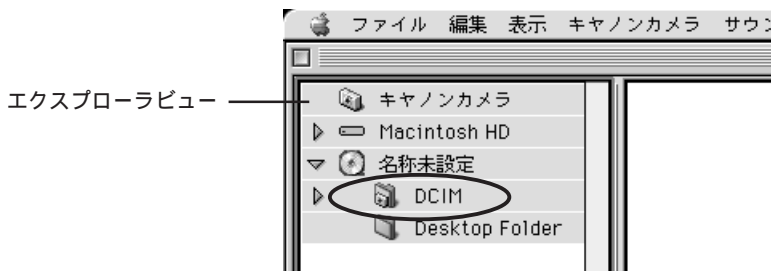 ファイル 編集 表示 キヤノンカメラ サウン
エクスプローラビュー
キヤノンカメラ
Macintosh HD
名称未設定
DCIM
Desktop Folder